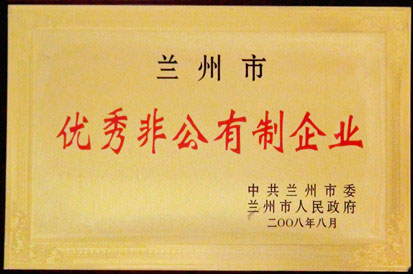 兰州市
优秀非公有制企业
中共兰州市委
兰州市人民政府
二〇〇八年八月